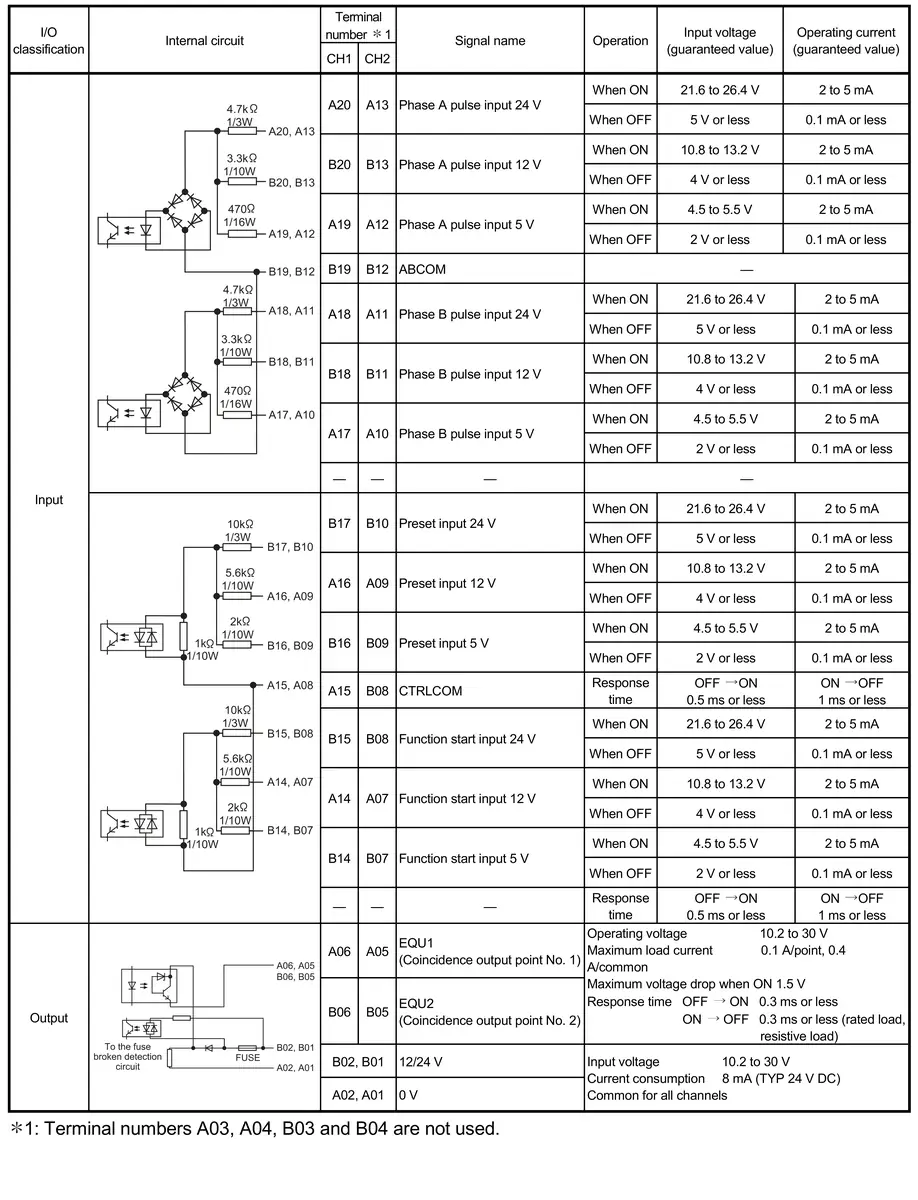 I/O
classification
Internal circuit
Terminal
number ＊1
CH1 CH2
Signal name
Operation
Input voltage
(guaranteed value)
Operating current
(guaranteed value)
Input
4.7kΩ
1/3W
A20, A13
3.3kΩ
1/10W
B20, B13
470Ω
1/16W
A19, A12
B19, B12
4.7kΩ
1/3W
A18, A11
3.3kΩ
1/10W
B18, B11
470Ω
1/16W
A17, A10
A20 A13 Phase A pulse input 24 V
When ON 21.6 to 26.4 V 2 to 5 mA
When OFF 5 V or less 0.1 mA or less
B20 B13 Phase A pulse input 12 V
When ON 10.8 to 13.2 V 2 to 5 mA
When OFF 4 V or less 0.1 mA or less
A19 A12 Phase A pulse input 5 V
When ON 4.5 to 5.5 V 2 to 5 mA
When OFF 2 V or less 0.1 mA or less
B19 B12 ABCOM —
A18 A11 Phase B pulse input 24 V
When ON 21.6 to 26.4 V 2 to 5 mA
When OFF 5 V or less 0.1 mA or less
B18 B11 Phase B pulse input 12 V
When ON 10.8 to 13.2 V 2 to 5 mA
When OFF 4 V or less 0.1 mA or less
A17 A10 Phase B pulse input 5 V
When ON 4.5 to 5.5 V 2 to 5 mA
When OFF 2 V or less 0.1 mA or less
— — — —
10kΩ
1/3W
B17, B10
5.6kΩ
1/10W
A16, A09
2kΩ
1/10W
B16, B09
1kΩ
1/10W
A15, A08
10kΩ
1/3W
B15, B08
5.6kΩ
1/10W
A14, A07
2kΩ
1/10W
B14, B07
1kΩ
1/10W
B17 B10 Preset input 24 V
When ON 21.6 to 26.4 V 2 to 5 mA
When OFF 5 V or less 0.1 mA or less
A16 A09 Preset input 12 V
When ON 10.8 to 13.2 V 2 to 5 mA
When OFF 4 V or less 0.1 mA or less
B16 B09 Preset input 5 V
When ON 4.5 to 5.5 V 2 to 5 mA
When OFF 2 V or less 0.1 mA or less
A15 B08 CTRLCOM
Response OFF →ON ON →OFF
time 0.5 ms or less 1 ms or less
B15 B08 Function start input 24 V
When ON 21.6 to 26.4 V 2 to 5 mA
When OFF 5 V or less 0.1 mA or less
A14 A07 Function start input 12 V
When ON 10.8 to 13.2 V 2 to 5 mA
When OFF 4 V or less 0.1 mA or less
B14 B07 Function start input 5 V
When ON 4.5 to 5.5 V 2 to 5 mA
When OFF 2 V or less 0.1 mA or less
— — —
Response OFF →ON ON →OFF
time 0.5 ms or less 1 ms or less
Output
A06, A05
B06, B05
To the fuse
broken detection
circuit
FUSE
B02, B01
A02, A01
A06 A05 EQU1
(Coincidence output point No. 1)
B06 B05 EQU2
(Coincidence output point No. 2)
Operating voltage 10.2 to 30 V
Maximum load current 0.1 A/point, 0.4
A/common
Maximum voltage drop when ON 1.5 V
Response time OFF → ON 0.3 ms or less
ON → OFF 0.3 ms or less (rated load,
resistive load)
B02, B01 12/24 V
A02, A01 0 V
Input voltage 10.2 to 30 V
Current consumption 8 mA (TYP 24 V DC)
Common for all channels
＊1: Terminal numbers A03, A04, B03 and B04 are not used.